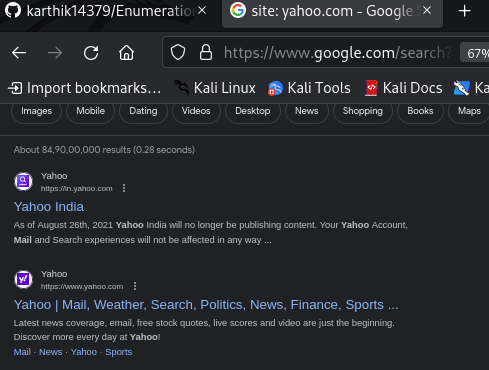 karthik14379/Enumeratio
site: yahoo.com - Google
https://www.google.com/search?
67%
Import bookmarks...
Kali Linux
Kali Tools
Kali Docs
Ka
Images
Mobile
Dating
Videos
Desktop
News
Shopping
Books
Maps
About 84,90,00,000 results (0.28 seconds)
Yahoo
https://in.yahoo.com
Yahoo India
As of August 26th, 2021 Yahoo India will no longer be publishing content. Your Yahoo Account,
Mail and Search experiences will not be affected in any way ...
Yahoo
https://www.yahoo.com
Yahoo | Mail, Weather, Search, Politics, News, Finance, Sports ...
Latest news coverage, email, free stock quotes, live scores and video are just the beginning.
Discover more every day at Yahoo!
Mail · News · Yahoo · Sports